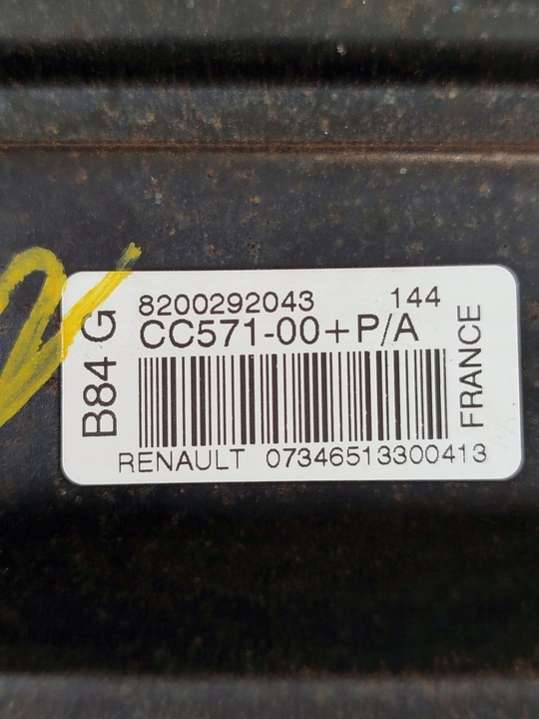 8200292043 144
CC571-00+P/A
B84 G
FRANCE
RENAULT 07346513300413